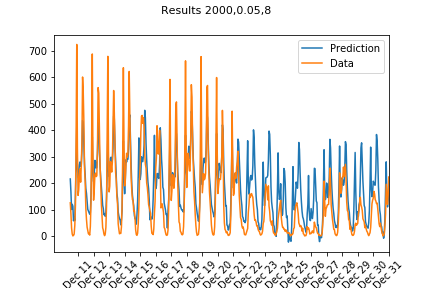 Results 2000,0.05,8
Prediction
Data
700
600
500
400
300
200
100
0
Dec 11
Dec 12
Dec 13
Dec 14
Dec 15
Dec 16
Dec 17
Dec 18
Dec 19
Dec 20
Dec 21
Dec 22
Dec 23
Dec 24
Dec 25
Dec 26
Dec 27
Dec 28
Dec 29
Dec 30
Dec 31